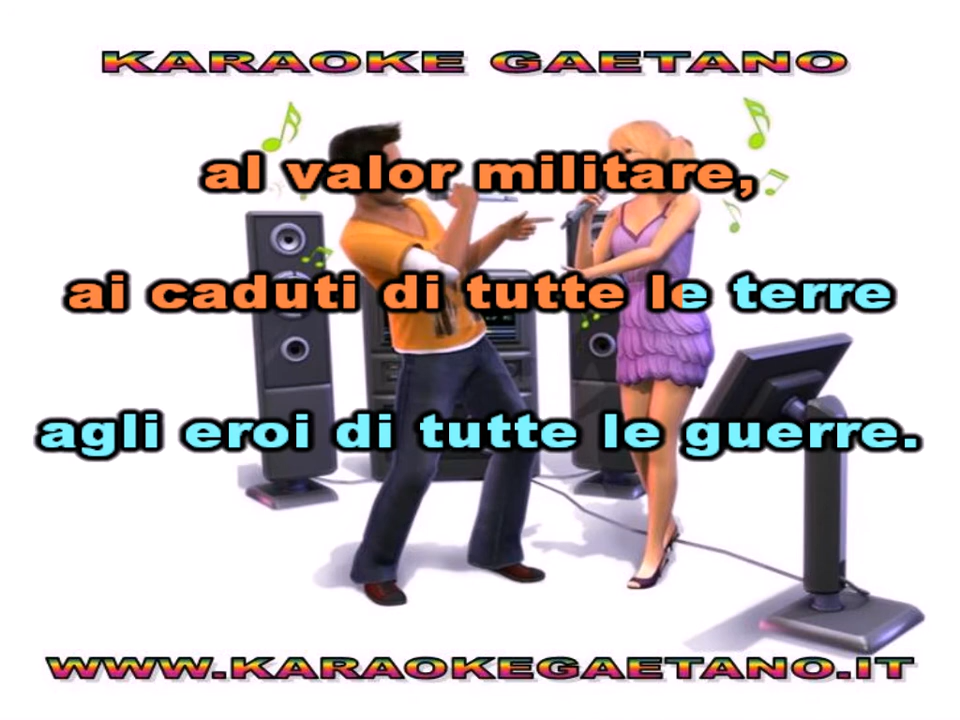 KARAOKE GAETANO
al valor militare,
ai caduti di tutte le terre
agli eroi di tutte le guerre.
WWW.KARAOKEGAETANO.IT